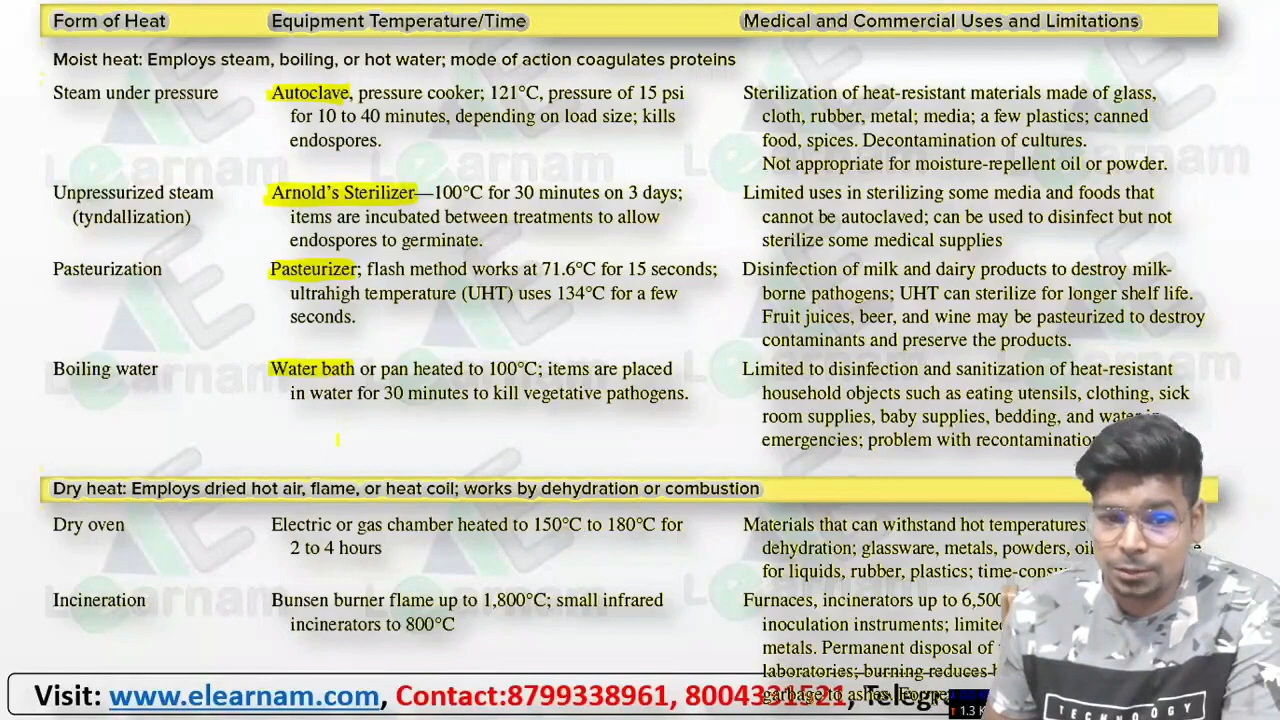 Form of Heat Equipment Temperature/Time Medical and Commercial Uses and Limitations
Moist heat: Employs steam, boiling, or hot water; mode of action coagulates proteins
Steam under pressure
Autoclave, pressure cooker; 121°C, pressure of 15 psi
for 10 to 40 minutes, depending on load size; kills
endospores.
Sterilization of heat-resistant materials made of glass,
cloth, rubber, metal; media; a few plastics; canned
food, spices. Decontamination of cultures.
Not appropriate for moisture-repellent oil or powder.
Unpressurized steam
(tyndallization)
Arnold's Sterilizer—100°C for 30 minutes on 3 days;
items are incubated between treatments to allow
endospores to germinate.
Limited uses in sterilizing some media and foods that
cannot be autoclaved; can be used to disinfect but not
sterilize some medical supplies
Pasteurization
Pasteurizer; flash method works at 71.6°C for 15 seconds;
ultrahigh temperature (UHT) uses 134°C for a few
seconds.
Disinfection of milk and dairy products to destroy milk-
borne pathogens; UHT can sterilize for longer shelf life.
Fruit juices, beer, and wine may be pasteurized to destroy
contaminants and preserve the products.
Boiling water
Water bath or pan heated to 100°C; items are placed
in water for 30 minutes to kill vegetative pathogens.
Limited to disinfection and sanitization of heat-resistant
household objects such as eating utensils, clothing, sick
room supplies, baby supplies, bedding, and water in
emergencies; problem with
Dry heat: Employs dried hot air, flame, or heat coil; works by dehydration or combustion
Dry oven
Electric or gas chamber heated to 150°C to 180°C for
2 to 4 hours
Materials that can withstand hot temperatures
dehydration; glassware, metals, powders,
for liquids, rubber, plastics;
Incineration
Bunsen burner flame up to 1,800°C; small infrared
incinerators to 800°C
Furnaces, incinerators up to
inoculation instruments;
metals. Permanent disposal of
laboratories; burning reduces
garbage to ashes.
Visit: www.elearnam.com, Contact:8799338961,
Learnam
Learnam
Learnam
TECHNOLOGY